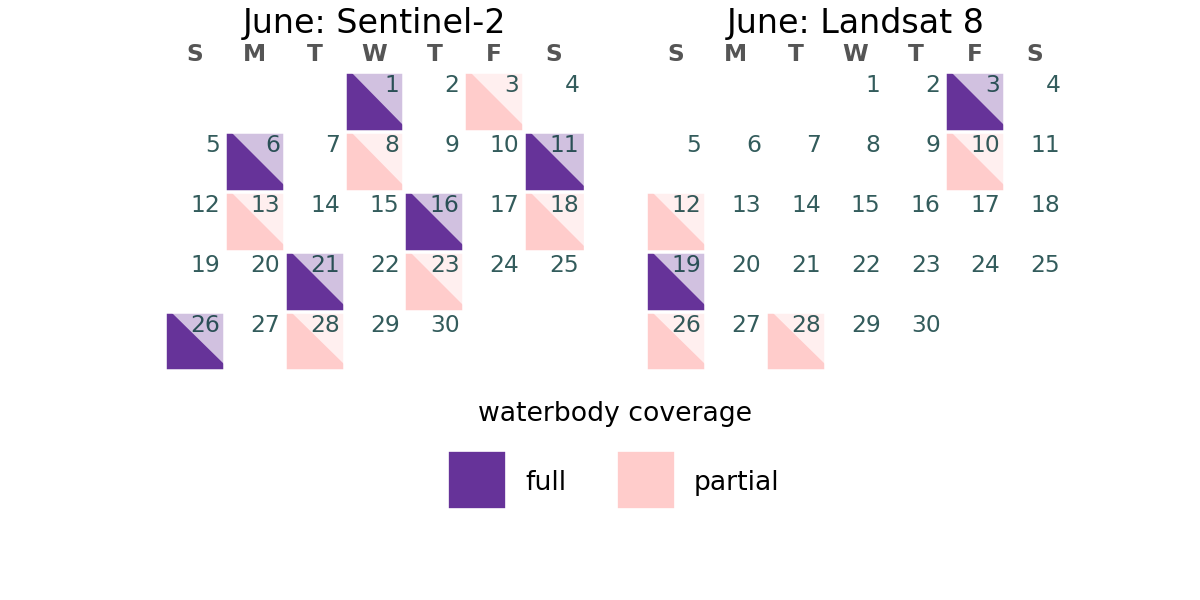 June: Sentinel-2
S M T W T F S
1 2 3 4
5 6 7 8 9 10 11
12 13 14 15 16 17 18
19 20 21 22 23 24 25
26 27 28 29 30
June: Landsat 8
S M T W T F S
1 2 3 4
5 6 7 8 9 10 11
12 13 14 15 16 17 18
19 20 21 22 23 24 25
26 27 28 29 30
waterbody coverage
full partial